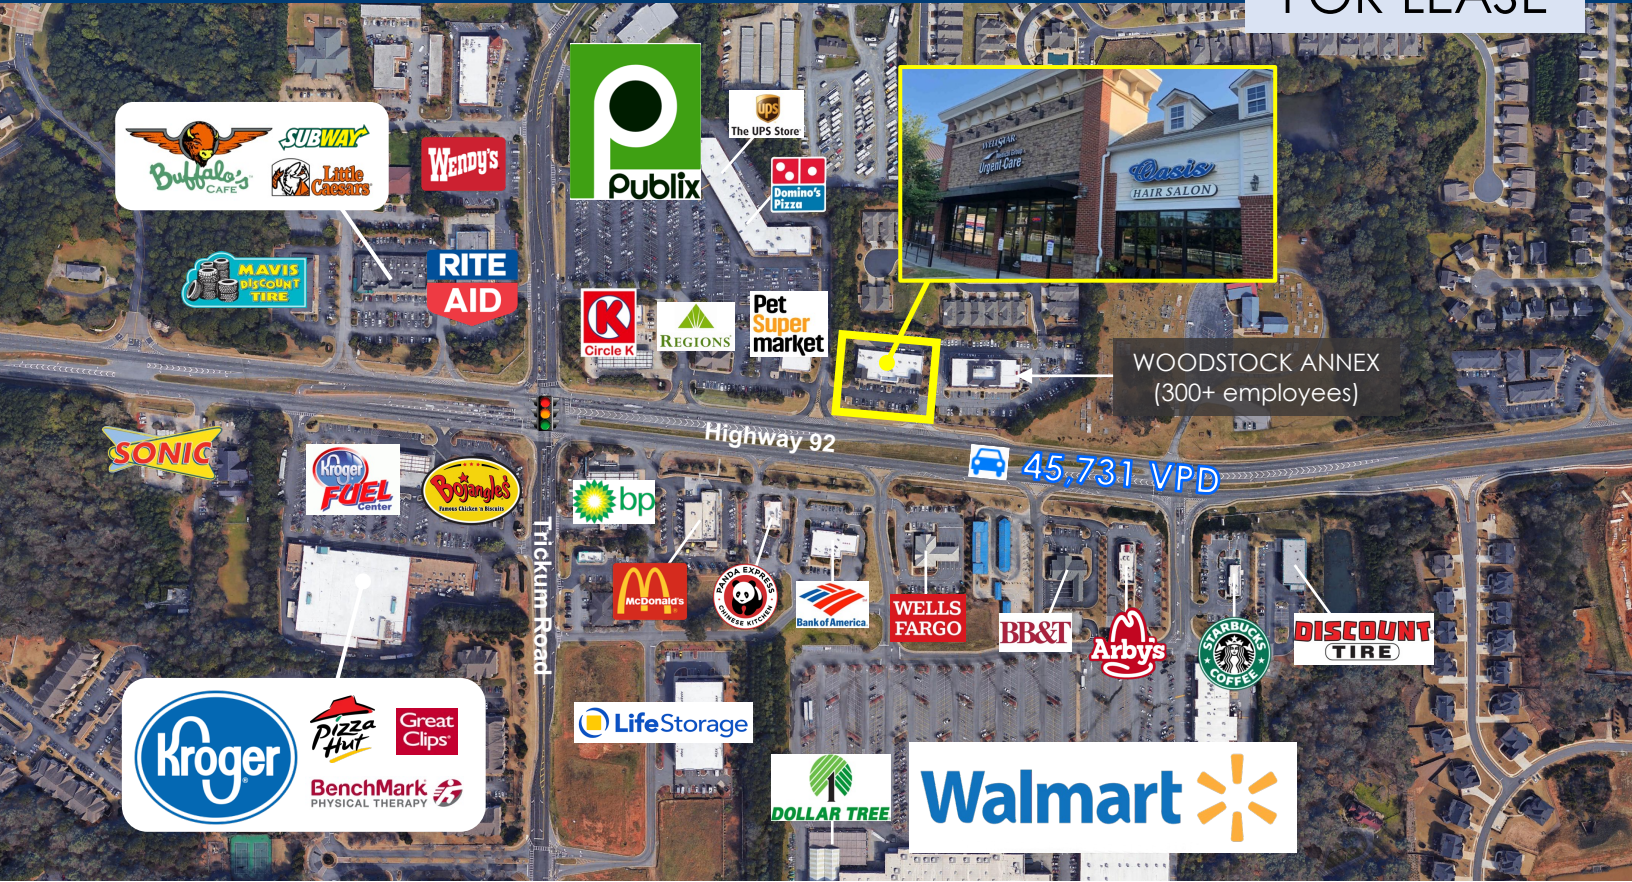 FOR LEASE
Buffalo's
CAFE
SUBWAY
Little
Caesars
WENDY'S
Publix
ups
The UPS Store
Domino's
Pizza
WELLSTAR
Urgent Care
Oasis
HAIR SALON
MAVIS
DISCOUNT
TIRE
RITE
AID
K
Circle K
REGIONS
Pet
Super
market
WOODSTOCK ANNEX
(300+ employees)
Highway 92
45,731 VPD
SONIC
Kroger
FUEL
Center
Bojangles'
Famous Chicken 'n Biscuits
bp
Trickum Road
McDonald's
PANDA EXPRESS
CHINESE KITCHEN
Bank of America
WELLS
FARGO
BB&T
Arby's
STARBUCKS
COFFEE
DISCOUNT
TIRE
Kroger
Pizza
Hut
Great
Clips
BenchMark
PHYSICAL THERAPY
LifeStorage
1
DOLLAR TREE
Walmart